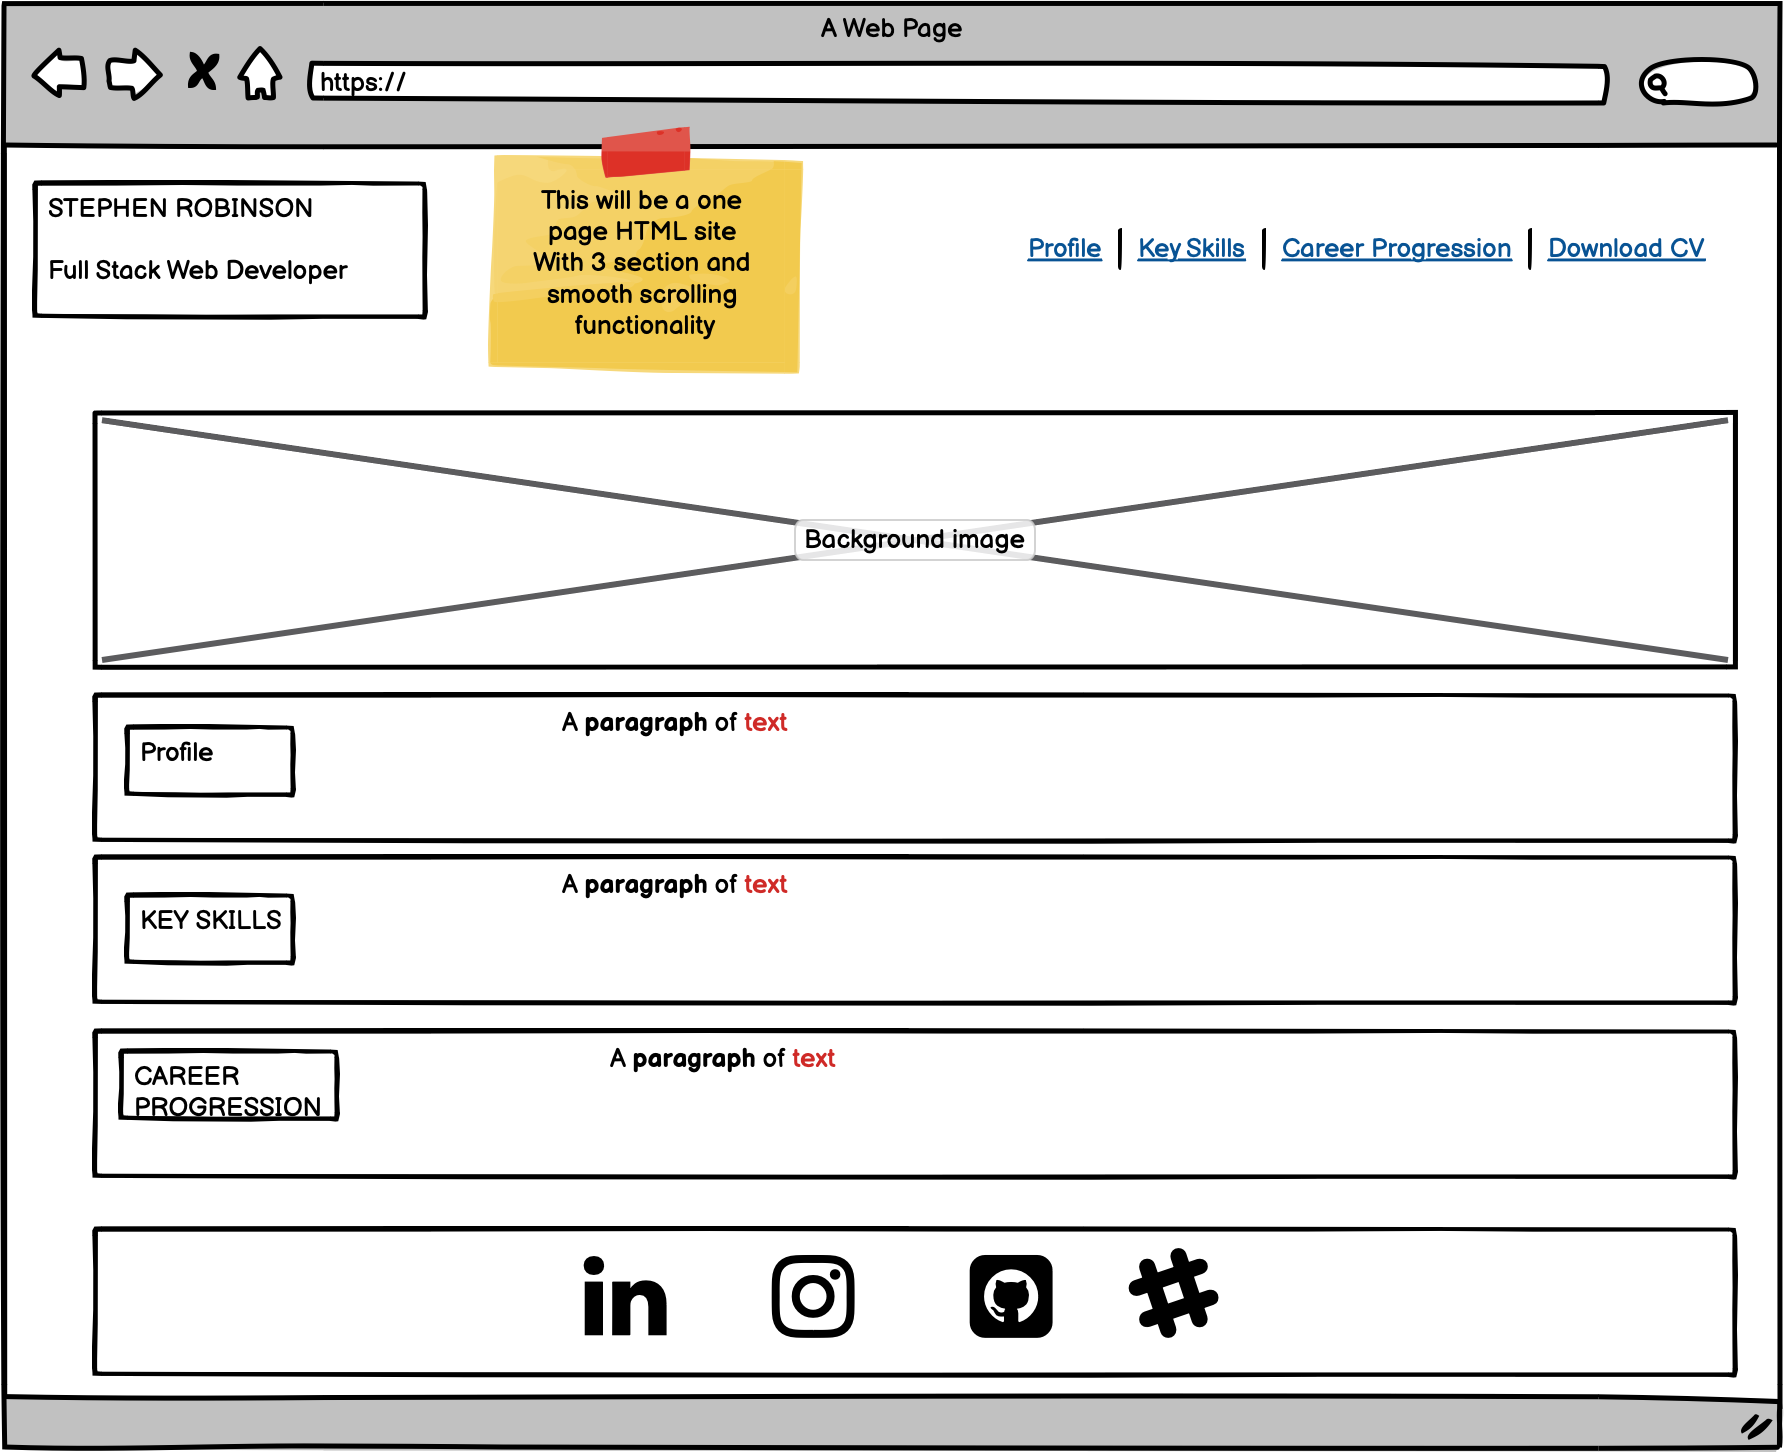 A Web Page
https://
STEPHEN ROBINSON
Full Stack Web Developer
This will be a one
page HTML site
With 3 section and
smooth scrolling
functionality
Profile | Key Skills | Career Progression | Download CV
Background image
A paragraph of text
Profile
A paragraph of text
KEY SKILLS
A paragraph of text
CAREER
PROGRESSION
in